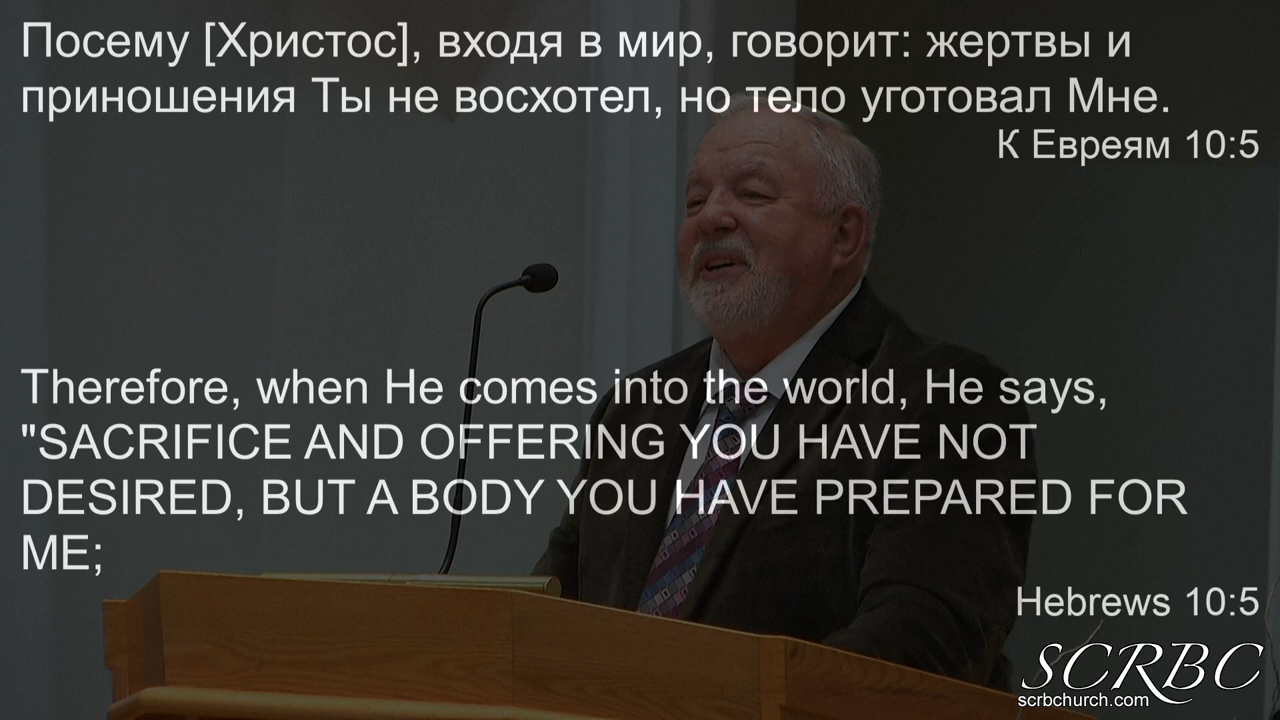 Посему [Христос], входя в мир, говорит: жертвы и
приношения Ты не восхотел, но тело уготовал Мне.
К Евреям 10:5
Therefore, when He comes into the world, He says,
"SACRIFICE AND OFFERING YOU HAVE NOT
DESIRED, BUT A BODY YOU HAVE PREPARED FOR
ME;
Hebrews 10:5
SCRBC
scrbchurch.com